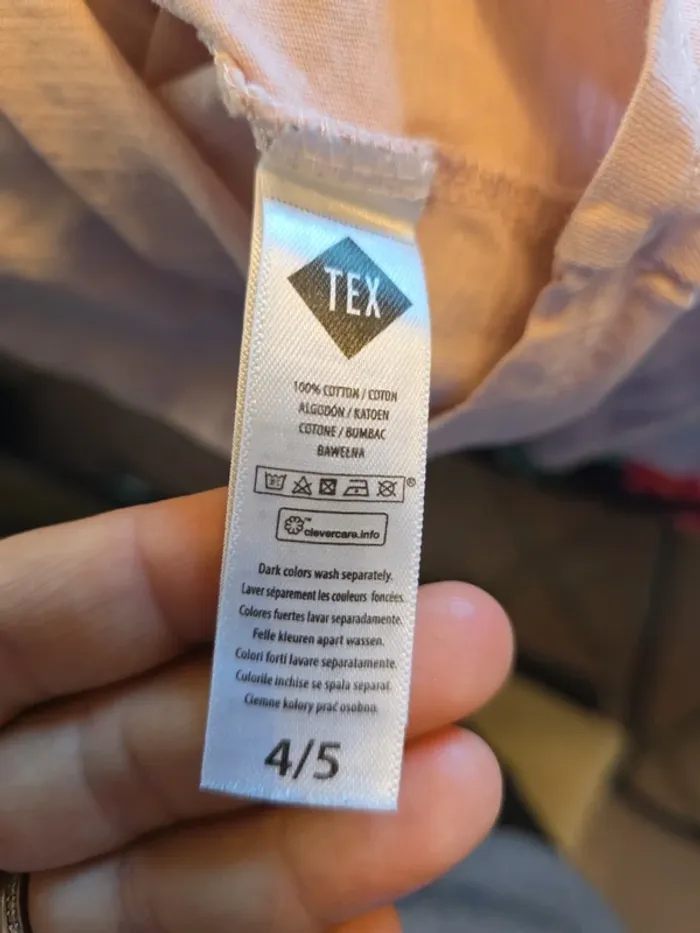 TEX
100% COTTON / COTON
ALGODÓN / KATOEN
COTONE / BUMBAC
BAWEŁNA
®
™
clevercare.info
Dark colors wash separately.
Laver séparement les couleurs foncées.
Colores fuertes lavar separadamente.
Felle kleuren apart wassen.
Colori forti lavare separatamente.
Culorile inchise se spala separat.
Ciemne kolory prać osobno.
4/5